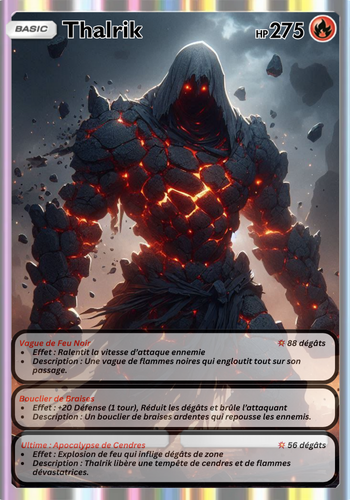 BASIC Thalrik HP 275
Vague de Feu Noir 88 dégâts
• Effet : Ralentit la vitesse d'attaque ennemie
• Description : Une vague de flammes noires qui engloutit tout sur son
passage.
Bouclier de Braises
• Effet : +20 Défense (1 tour), Réduit les dégâts et brûle l'attaquant
• Description : Un bouclier de braises ardentes qui repousse les ennemis.
Ultime : Apocalypse de Cendres 56 dégâts
• Effet : Explosion de feu qui inflige dégâts de zone
• Description : Thalrik libère une tempête de cendres et de flammes
dévastatrices.